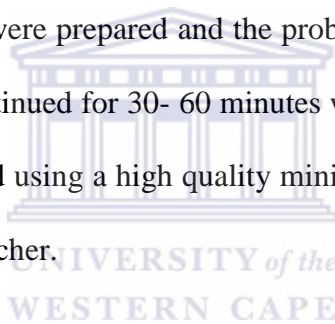 were prepared and the prob
tinued for 30- 60 minutes
d using a high quality mini
cher.
UNIVERSITY of the
WESTERN CAPE